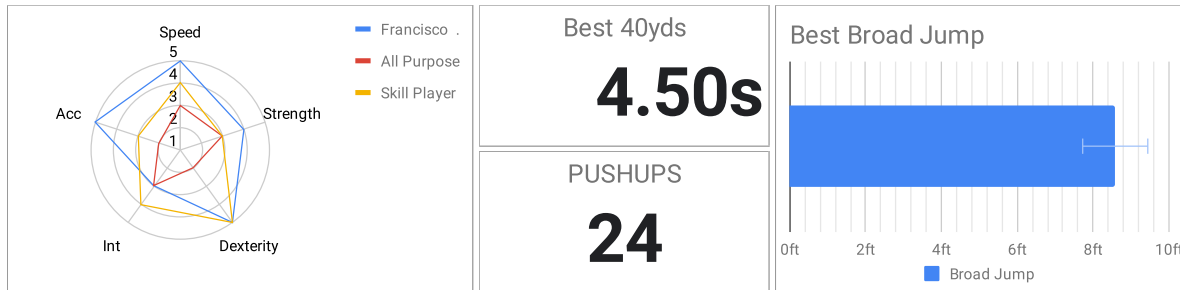 Speed
5
4
3
2
1
Acc
Strength
Int
Dexterity
Francisco .
All Purpose
Skill Player
Best 40yds
4.50s
PUSHUPS
24
Best Broad Jump
0ft 2ft 4ft 6ft 8ft 10ft
Broad Jump